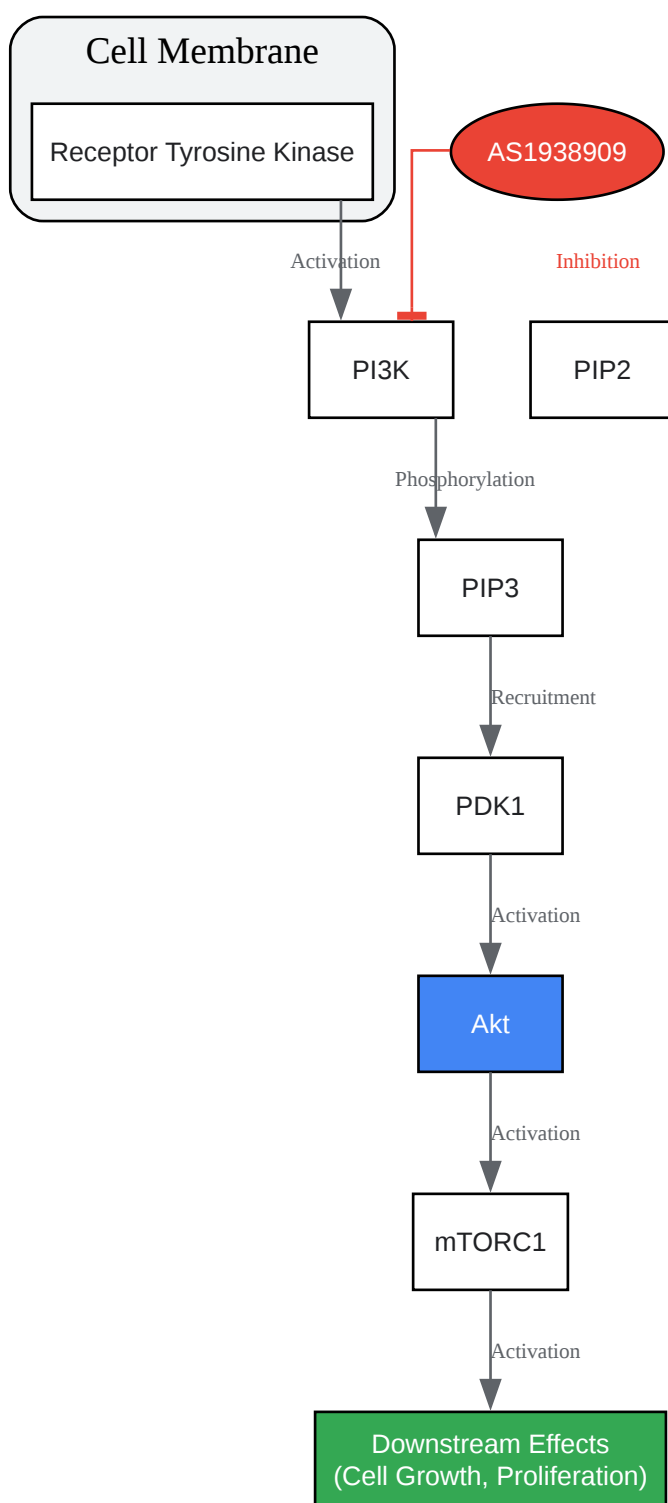 Cell Membrane
Receptor Tyrosine Kinase
AS1938909
Activation
Inhibition
PI3K
PIP2
Phosphorylation
PIP3
Recruitment
PDK1
Activation
Akt
Activation
mTORC1
Activation
Downstream Effects
(Cell Growth, Proliferation)